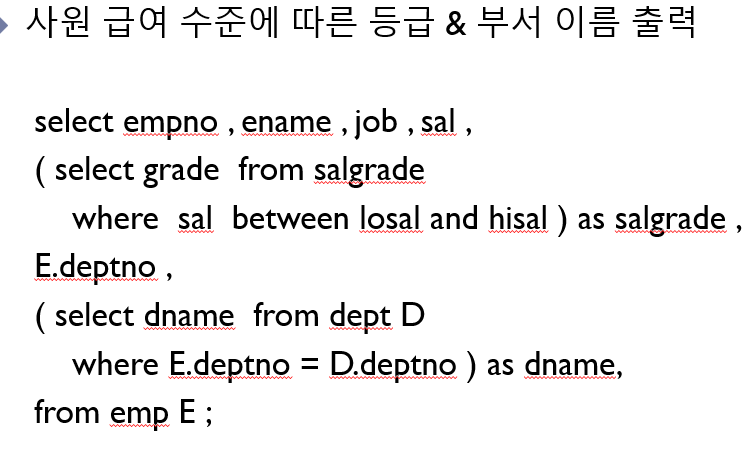 사원 급여 수준에 따른 등급 & 부서 이름 출력
select empno , ename , job , sal ,
( select grade from salgrade
where sal between losal and hisal ) as salgrade ,
E.deptno ,
( select dname from dept D
where E.deptno = D.deptno ) as dname,
from emp E ;